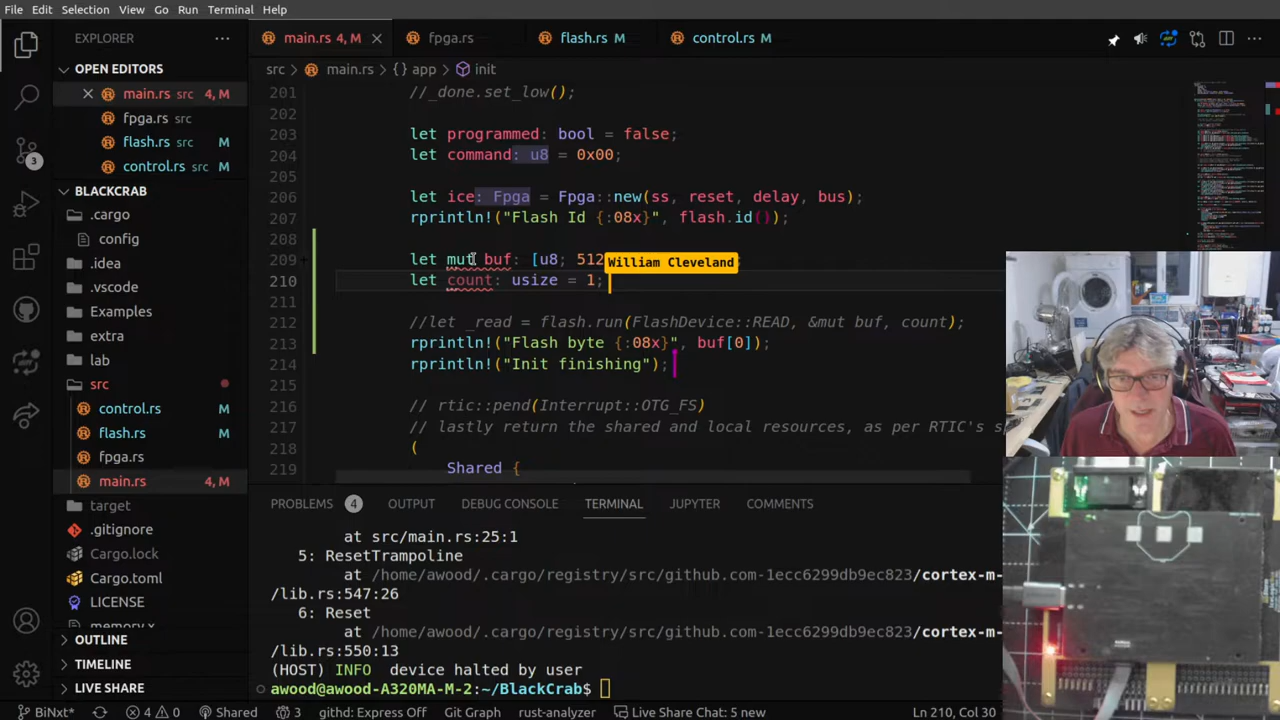 File Edit Selection View Go Run Terminal Help
EXPLORER
OPEN EDITORS
main.rs src 4, M
fpga.rs src
flash.rs src M
control.rs src M
BLACKCRAB
.cargo
config
.idea
.vscode
Examples
extra
lab
src
control.rs M
flash.rs M
fpga.rs
main.rs 4, M
target
.gitignore
Cargo.lock
Cargo.toml
LICENSE
memory.x
OUTLINE
TIMELINE
LIVE SHARE
3
main.rs 4, M
fpga.rs
flash.rs M
control.rs M
src > main.rs > {} app > init
201 //_done.set_low();
202
203 let programmed: bool = false;
204 let command: u8 = 0x00;
206 let ice: Fpga = Fpga::new(ss, reset, delay, bus);
207 rprintln!("Flash Id {:08x}", flash.id());
208
209 let mut buf: [u8; 512
William Cleveland
210 let count: usize = 1;
211
212 //let _read = flash.run(FlashDevice::READ, &mut buf, count);
213 rprintln!("Flash byte {:08x}", buf[0]);
214 rprintln!("Init finishing");
215
216 // rtic::pend(Interrupt::OTG_FS)
217 // lastly return the shared and local resources, as per RTIC's s
218 (
219 Shared {
PROBLEMS 4 OUTPUT DEBUG CONSOLE TERMINAL JUPYTER COMMENTS
at src/main.rs:25:1
5: ResetTrampoline
at /home/awood/.cargo/registry/src/github.com-1ecc6299db9ec823/cortex-m-
/lib.rs:547:26
6: Reset
at /home/awood/.cargo/registry/src/github.com-1ecc6299db9ec823/cortex-m-
/lib.rs:550:13
(HOST) INFO device halted by user
awood@awood-A320MA-M-2:~/BlackCrab$
BiNxt* 4 0 Shared 3 githd: Express Off Git Graph rust-analyzer Live Share Chat: 5 new Ln 210, Col 30